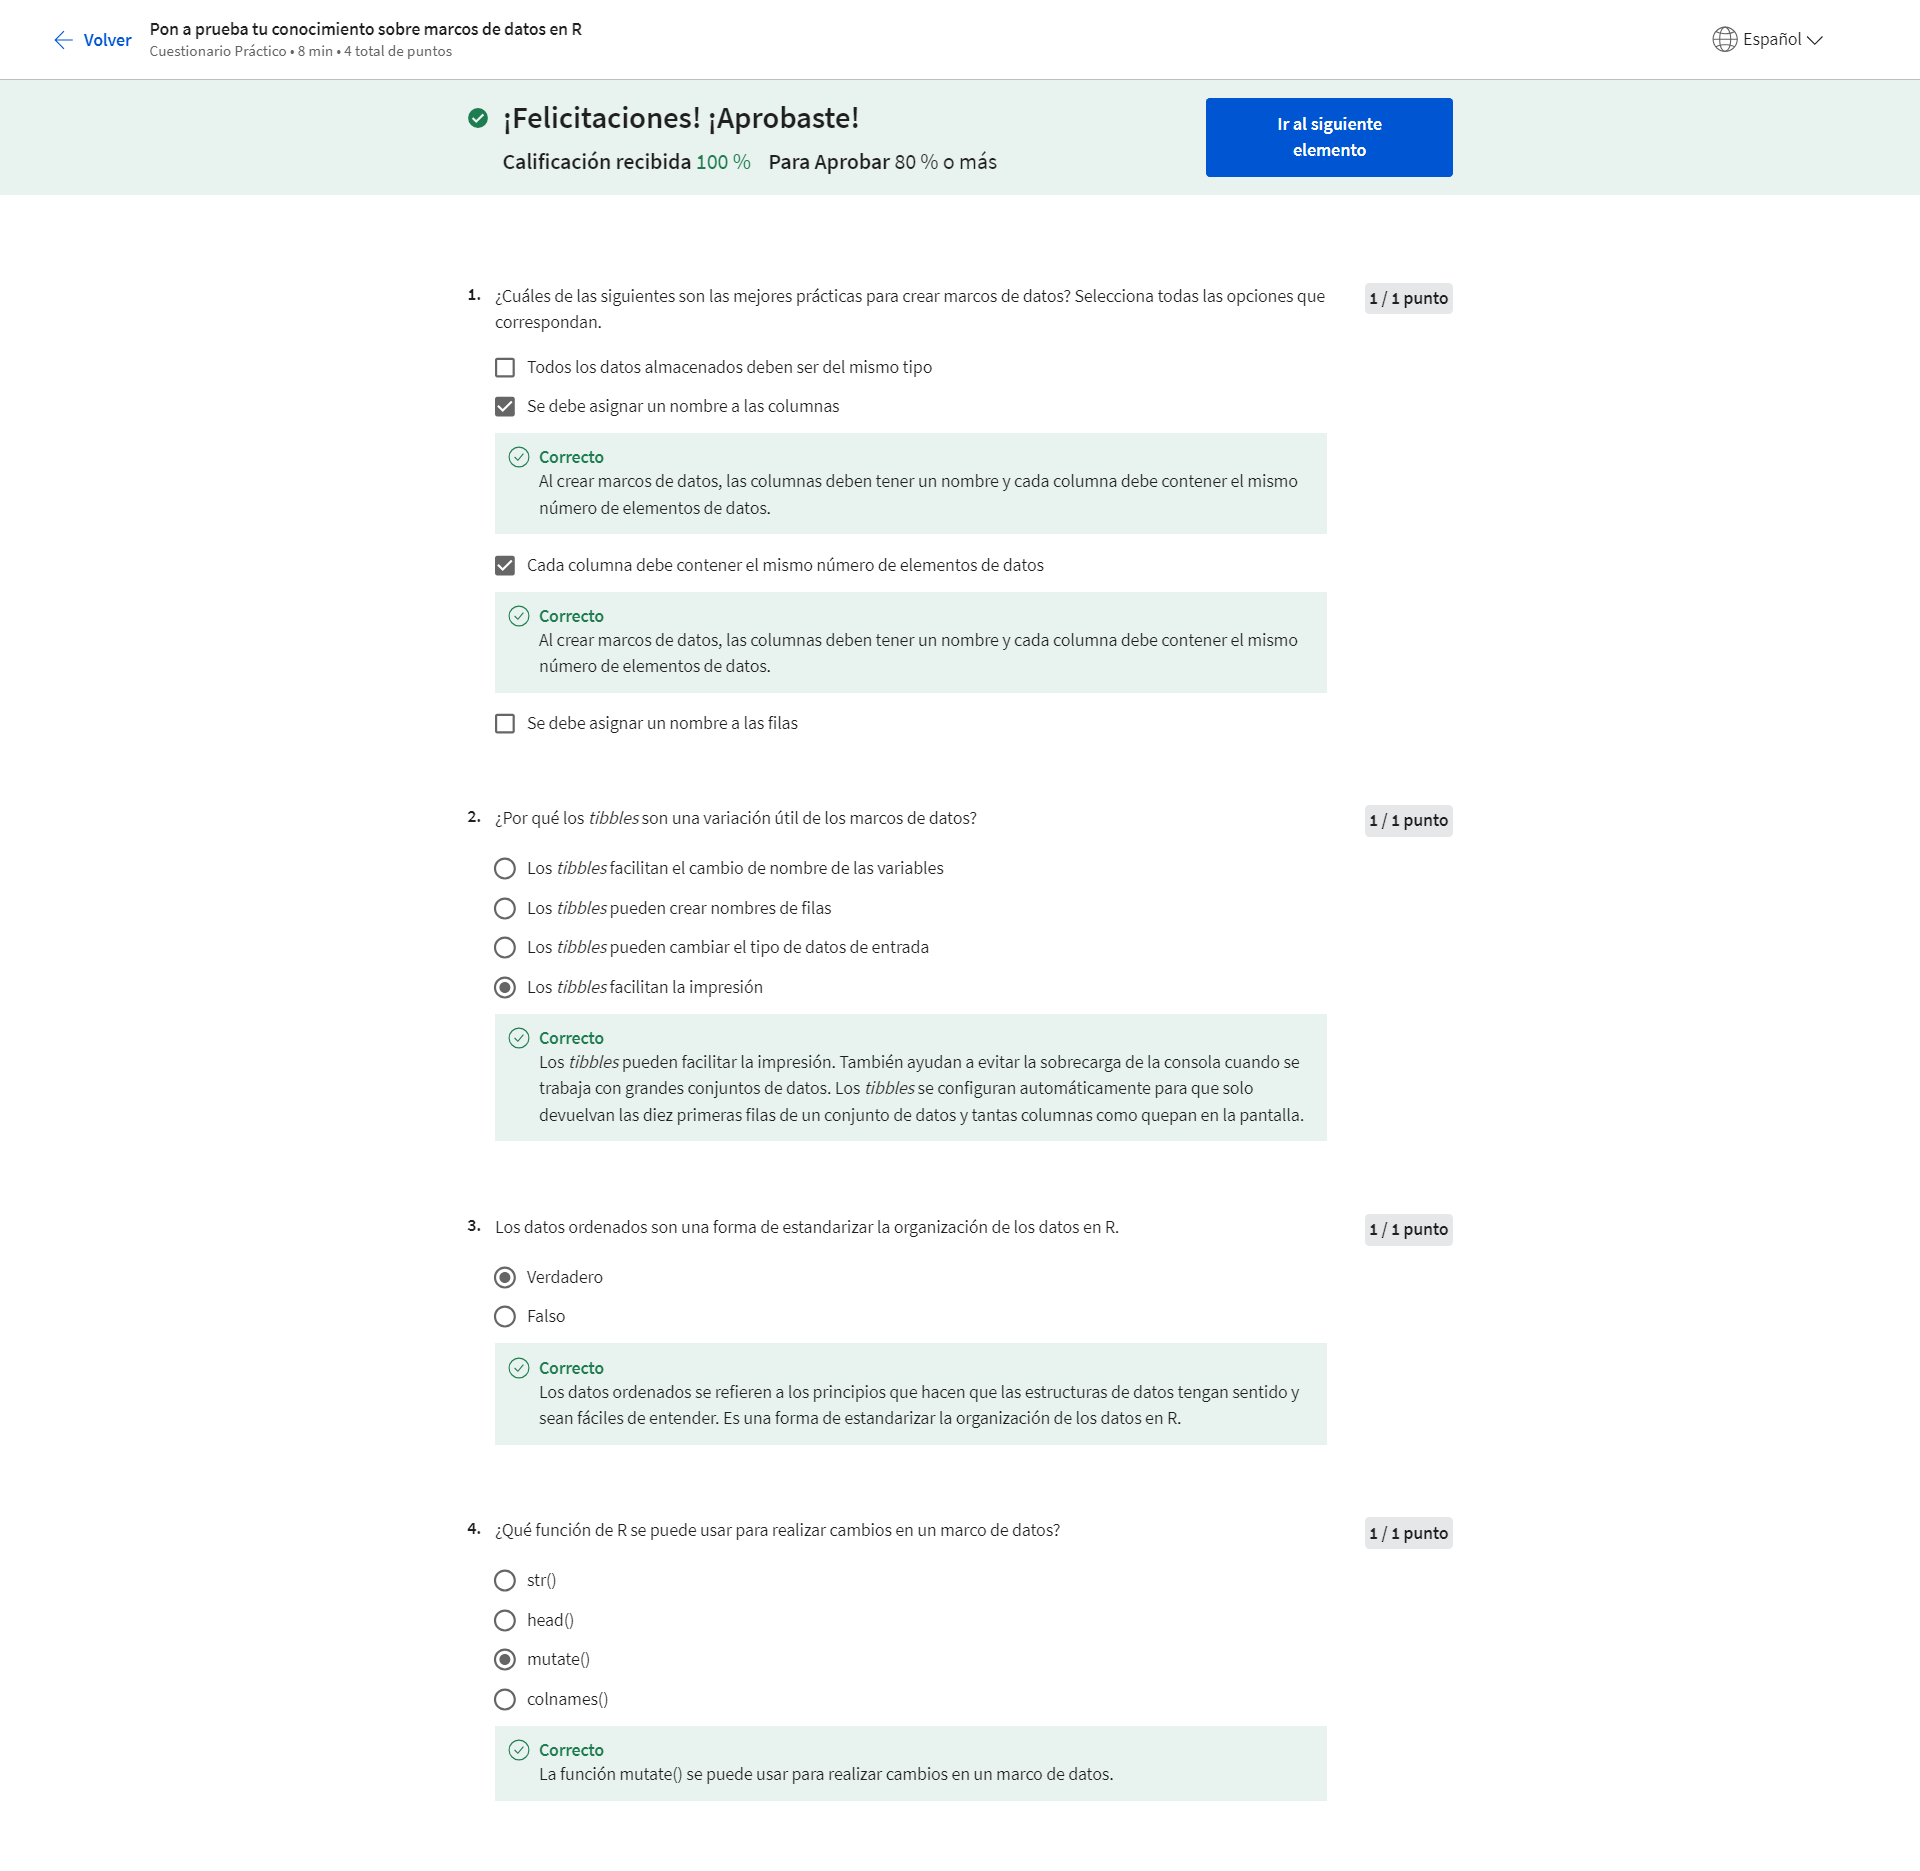 Volver
Pon a prueba tu conocimiento sobre marcos de datos en R
Cuestionario Práctico • 8 min • 4 total de puntos
Español
¡Felicitaciones! ¡Aprobaste!
Calificación recibida 100 % Para Aprobar 80 % o más
Ir al siguiente
elemento
1. ¿Cuáles de las siguientes son las mejores prácticas para crear marcos de datos? Selecciona todas las opciones que
correspondan.
1 / 1 punto
Todos los datos almacenados deben ser del mismo tipo
Se debe asignar un nombre a las columnas
Correcto
Al crear marcos de datos, las columnas deben tener un nombre y cada columna debe contener el mismo
número de elementos de datos.
Cada columna debe contener el mismo número de elementos de datos
Correcto
Al crear marcos de datos, las columnas deben tener un nombre y cada columna debe contener el mismo
número de elementos de datos.
Se debe asignar un nombre a las filas
2. ¿Por qué los tibbles son una variación útil de los marcos de datos?
1 / 1 punto
Los tibbles facilitan el cambio de nombre de las variables
Los tibbles pueden crear nombres de filas
Los tibbles pueden cambiar el tipo de datos de entrada
Los tibbles facilitan la impresión
Correcto
Los tibbles pueden facilitar la impresión. También ayudan a evitar la sobrecarga de la consola cuando se
trabaja con grandes conjuntos de datos. Los tibbles se configuran automáticamente para que solo
devuelvan las diez primeras filas de un conjunto de datos y tantas columnas como quepan en la pantalla.
3. Los datos ordenados son una forma de estandarizar la organización de los datos en R.
1 / 1 punto
Verdadero
Falso
Correcto
Los datos ordenados se refieren a los principios que hacen que las estructuras de datos tengan sentido y
sean fáciles de entender. Es una forma de estandarizar la organización de los datos en R.
4. ¿Qué función de R se puede usar para realizar cambios en un marco de datos?
1 / 1 punto
str()
head()
mutate()
colnames()
Correcto
La función mutate() se puede usar para realizar cambios en un marco de datos.